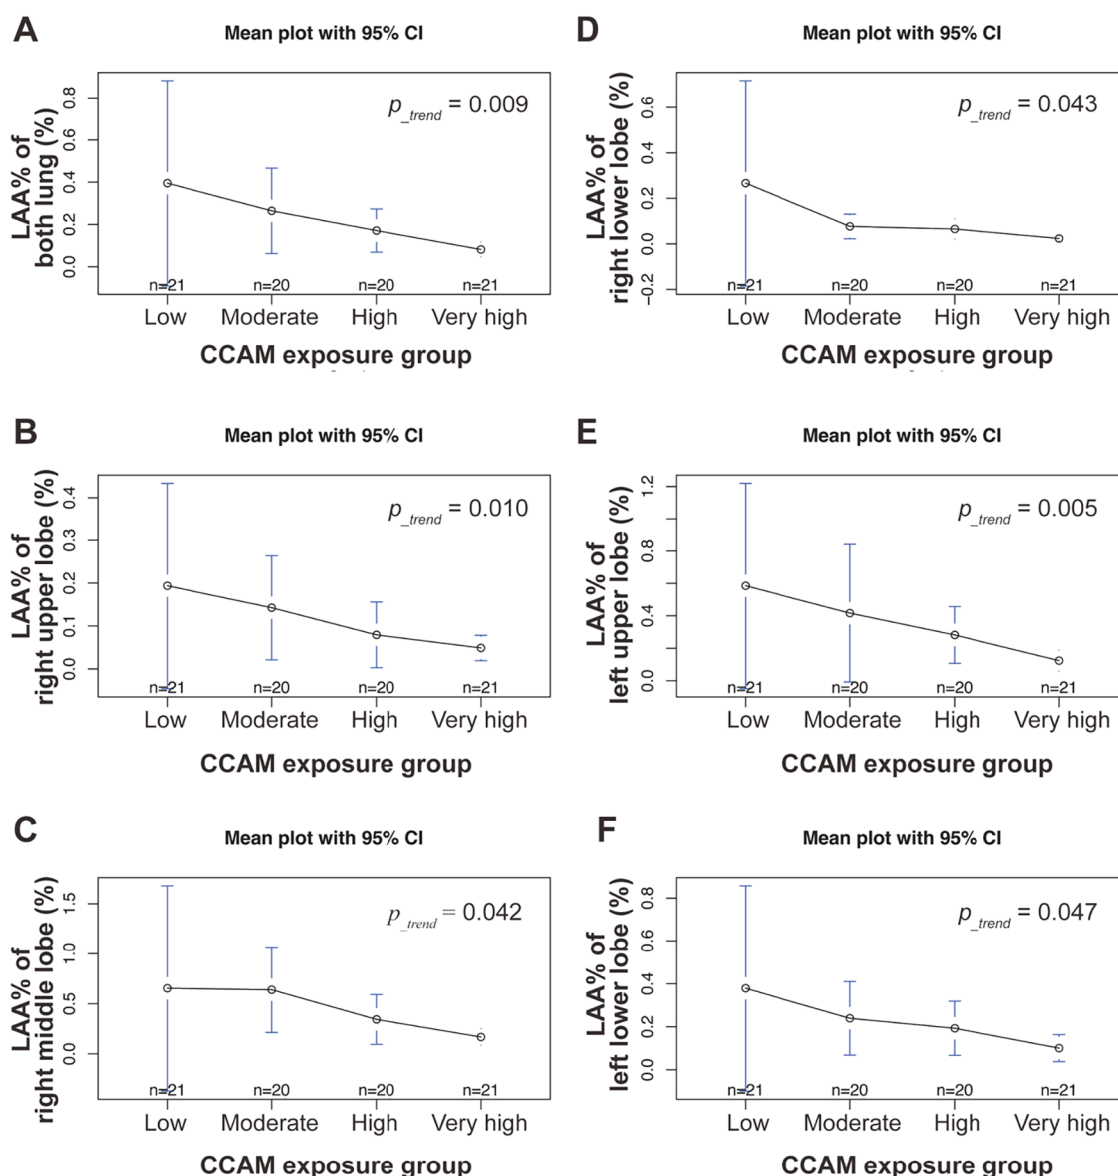 A
Mean plot with 95% CI
LAA% of
both lung (%)
0.8
0.6
0.4
0.2
0.0
p_trend = 0.009
n=21 n=20 n=20 n=21
Low Moderate High Very high
CCAM exposure group
D
Mean plot with 95% CI
LAA% of
right lower lobe (%)
0.6
0.4
0.2
0.0
−0.2
p_trend = 0.043
n=21 n=20 n=20 n=21
Low Moderate High Very high
CCAM exposure group
B
Mean plot with 95% CI
LAA% of
right upper lobe (%)
0.4
0.3
0.2
0.1
0.0
p_trend = 0.010
n=21 n=20 n=20 n=21
Low Moderate High Very high
CCAM exposure group
E
Mean plot with 95% CI
LAA% of
left upper lobe (%)
1.2
0.8
0.4
0.0
p_trend = 0.005
n=21 n=20 n=20 n=21
Low Moderate High Very high
CCAM exposure group
C
Mean plot with 95% CI
LAA% of
right middle lobe (%)
1.5
1.0
0.5
0.0
p_trend = 0.042
n=21 n=20 n=20 n=21
Low Moderate High Very high
CCAM exposure group
F
Mean plot with 95% CI
LAA% of
left lower lobe (%)
0.8
0.6
0.4
0.2
0.0
p_trend = 0.047
n=21 n=20 n=20 n=21
Low Moderate High Very high
CCAM exposure group